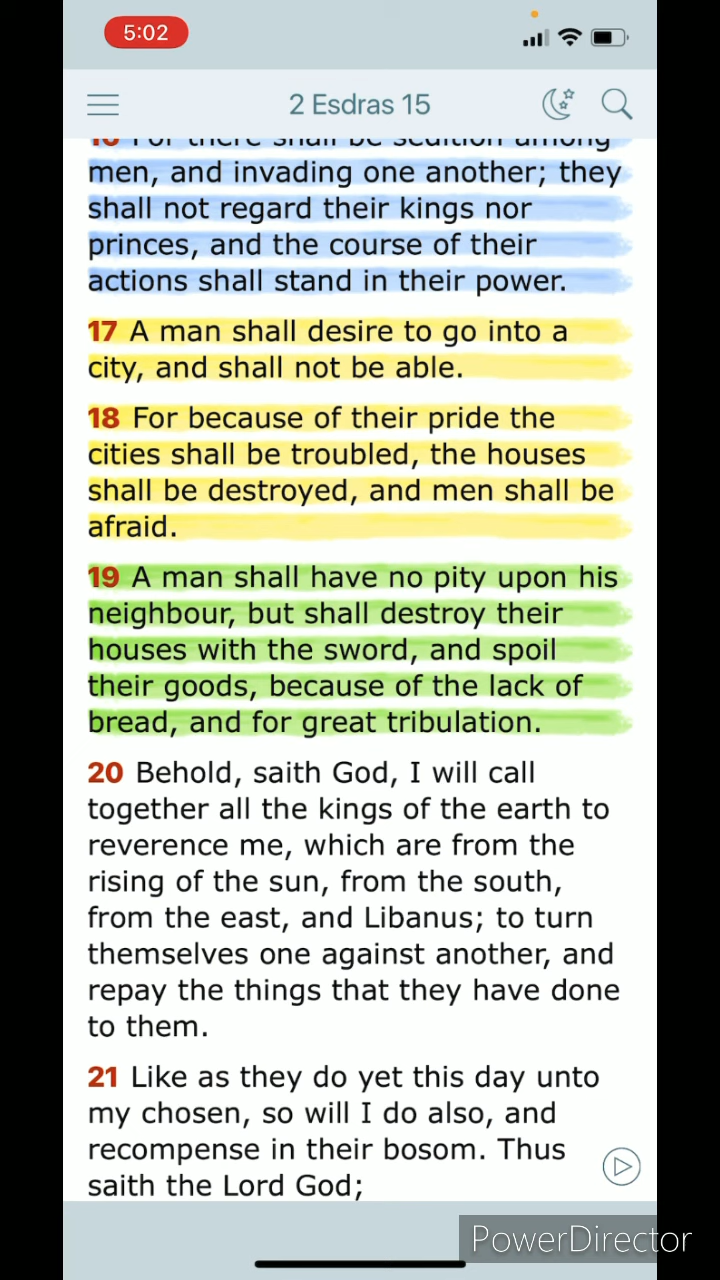 5:02
2 Esdras 15
16 For there shall be sedition among
men, and invading one another; they
shall not regard their kings nor
princes, and the course of their
actions shall stand in their power.
17 A man shall desire to go into a
city, and shall not be able.
18 For because of their pride the
cities shall be troubled, the houses
shall be destroyed, and men shall be
afraid.
19 A man shall have no pity upon his
neighbour, but shall destroy their
houses with the sword, and spoil
their goods, because of the lack of
bread, and for great tribulation.
20 Behold, saith God, I will call
together all the kings of the earth to
reverence me, which are from the
rising of the sun, from the south,
from the east, and Libanus; to turn
themselves one against another, and
repay the things that they have done
to them.
21 Like as they do yet this day unto
my chosen, so will I do also, and
recompense in their bosom. Thus
saith the Lord God;
PowerDirector